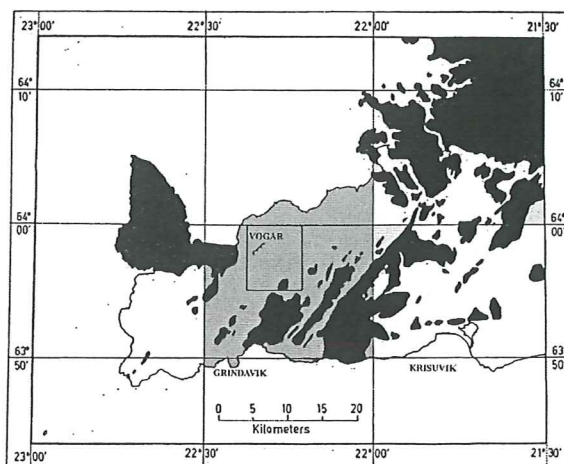 23° 00' 22° 30' 22° 00' 21° 30'
64° 10' 64° 10'
64° 00' 64° 00'
VOGAR
63° 50' 63° 50'
GRINDAVIK KRISUVIK
0 5 10 15 20
Kilometers
23° 00' 22° 30' 22° 00' 21° 30'